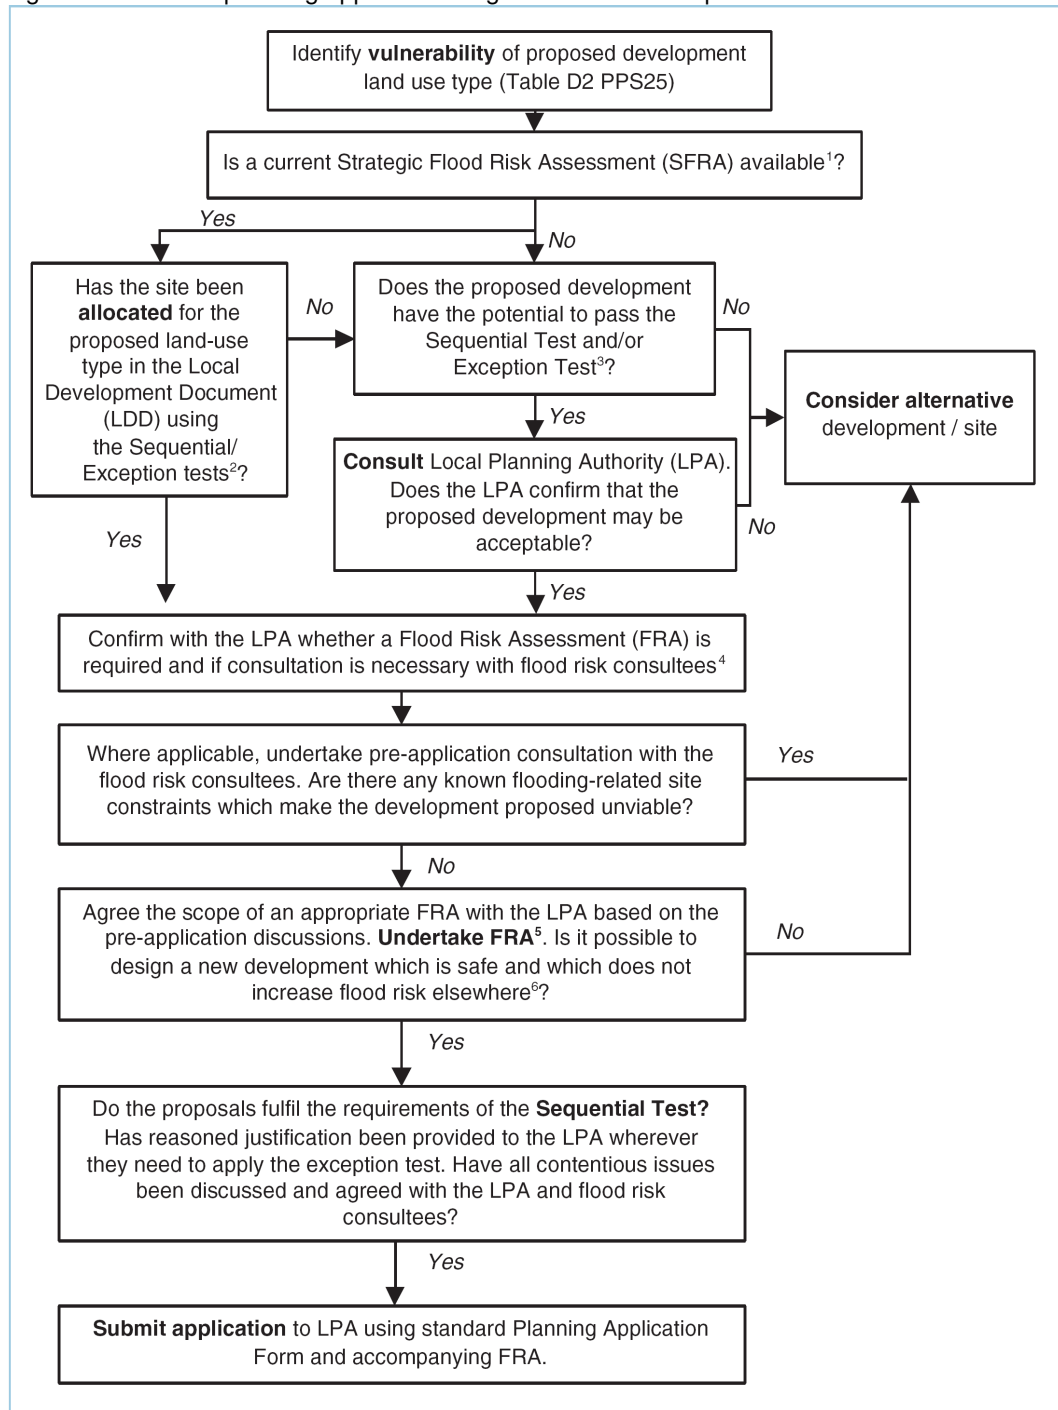 Identify vulnerability of proposed development
land use type (Table D2 PPS25)
Is a current Strategic Flood Risk Assessment (SFRA) available1?
Yes
No
Has the site been
allocated for the
proposed land-use
type in the Local
Development Document
(LDD) using
the Sequential/
Exception tests2?
No
Does the proposed development
have the potential to pass the
Sequential Test and/or
Exception Test3?
No
Consider alternative
development / site
Yes
Consult Local Planning Authority (LPA).
Does the LPA confirm that the
proposed development may be
acceptable?
No
Yes
Yes
Confirm with the LPA whether a Flood Risk Assessment (FRA) is
required and if consultation is necessary with flood risk consultees4
Where applicable, undertake pre-application consultation with the
flood risk consultees. Are there any known flooding-related site
constraints which make the development proposed unviable?
Yes
No
Agree the scope of an appropriate FRA with the LPA based on the
pre-application discussions. Undertake FRA5. Is it possible to
design a new development which is safe and which does not
increase flood risk elsewhere6?
No
Yes
Do the proposals fulfil the requirements of the Sequential Test?
Has reasoned justification been provided to the LPA wherever
they need to apply the exception test. Have all contentious issues
been discussed and agreed with the LPA and flood risk
consultees?
Yes
Submit application to LPA using standard Planning Application
Form and accompanying FRA.